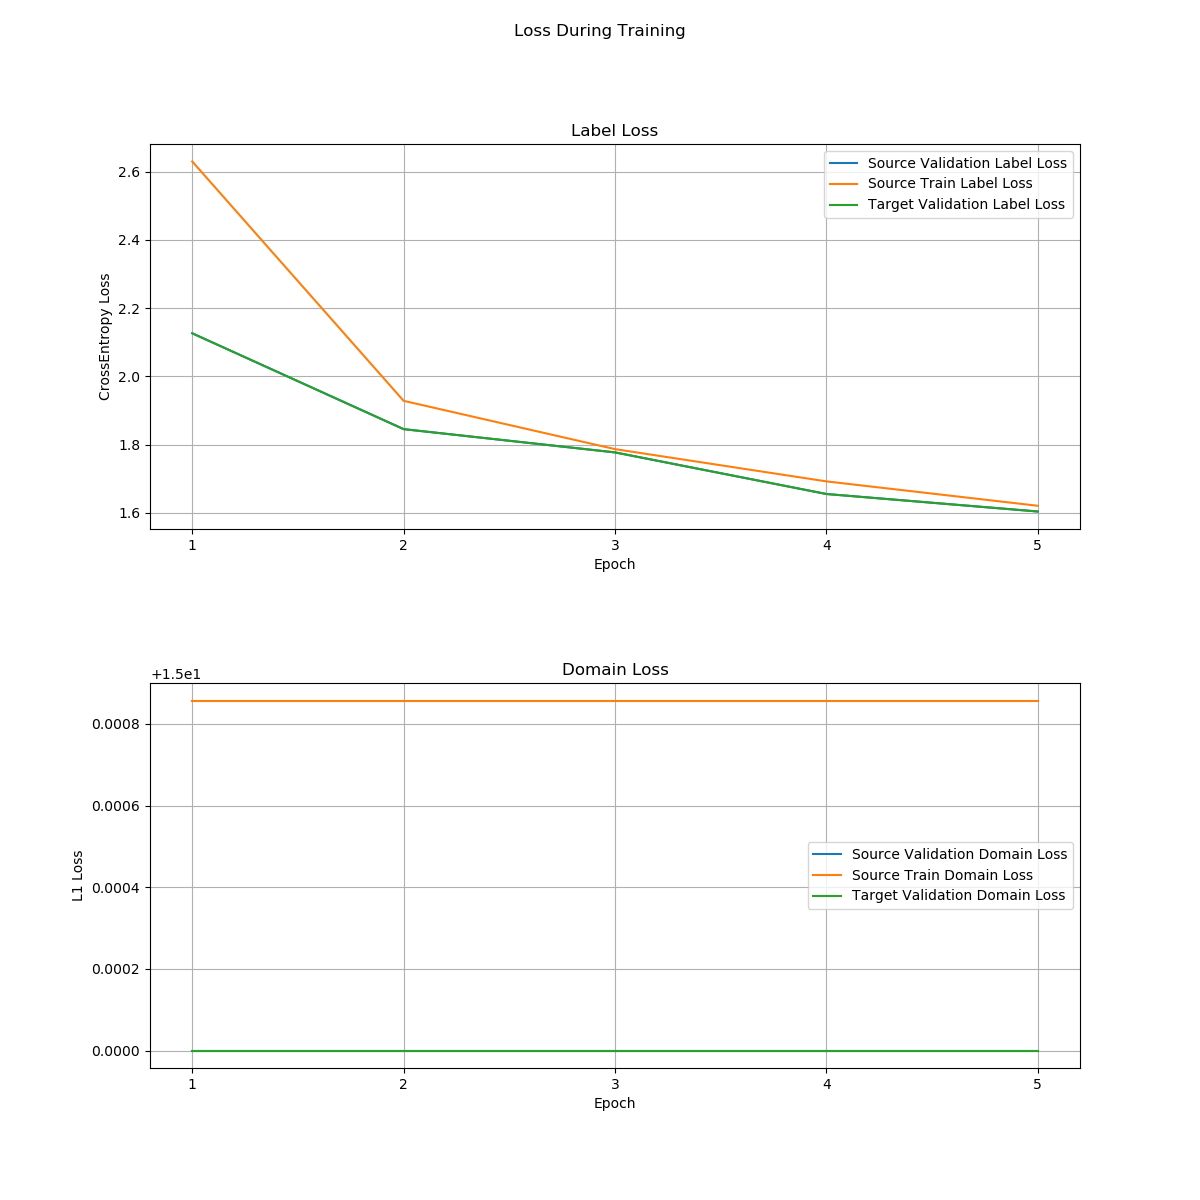 Loss During Training
Label Loss
CrossEntropy Loss
2.6
2.4
2.2
2.0
1.8
1.6
Source Validation Label Loss
Source Train Label Loss
Target Validation Label Loss
1 2 3 4 5
Epoch
Domain Loss
+1.5e1
L1 Loss
0.0008
0.0006
0.0004
0.0002
0.0000
Source Validation Domain Loss
Source Train Domain Loss
Target Validation Domain Loss
1 2 3 4 5
Epoch